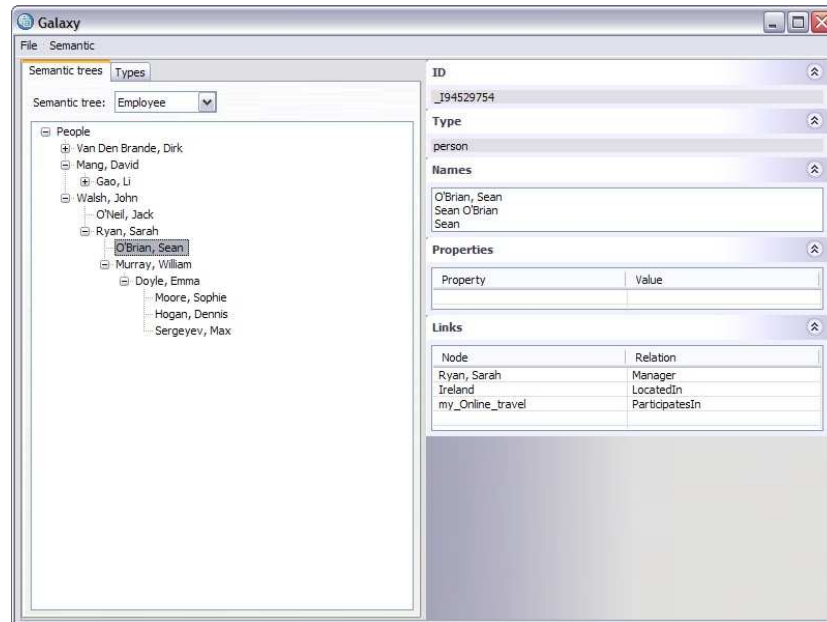 Galaxy
File Semantic
Semantic trees Types
Semantic tree: Employee
People
Van Den Brande, Dirk
Mang, David
Gao, Li
Walsh, John
O'Neil, Jack
Ryan, Sarah
O'Brian, Sean
Murray, William
Doyle, Emma
Moore, Sophie
Hogan, Dennis
Sergeyev, Max
ID
_I94529754
Type
person
Names
O'Brian, Sean
Sean O'Brian
Sean
Properties
Property Value
Links
Node Relation
Ryan, Sarah Manager
Ireland LocatedIn
my_Online_travel ParticipatesIn